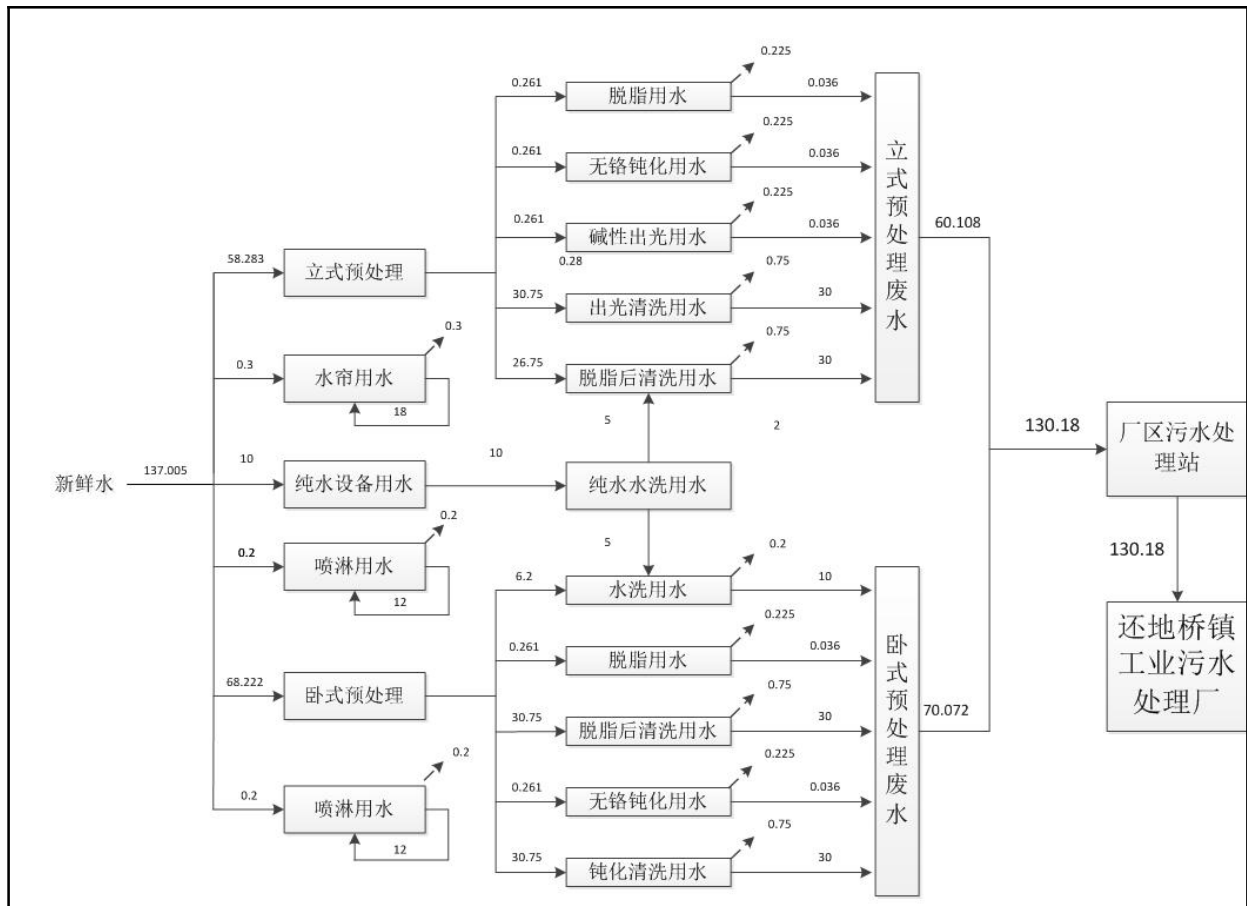 0.225
0.261
脱脂用水
0.036
0.225
0.261
无铬钝化用水
0.036
0.225
0.261
碱性出光用水
0.036
立式预处理废水
60.108
58.283
立式预处理
0.28
0.75
30.75
出光清洗用水
30
0.3
0.3
水帘用水
18
0.75
26.75
脱脂后清洗用水
30
5
2
130.18
厂区污水处
理站
新鲜水
137.005
10
纯水设备用水
10
纯水水洗用水
0.2
0.2
喷淋用水
12
5
0.2
6.2
水洗用水
10
130.18
还地桥镇
工业污水
处理厂
0.225
0.261
脱脂用水
0.036
卧式预处理废水
70.072
68.222
卧式预处理
0.75
30.75
脱脂后清洗用水
30
0.2
0.2
喷淋用水
12
0.225
0.261
无铬钝化用水
0.036
0.75
30.75
钝化清洗用水
30